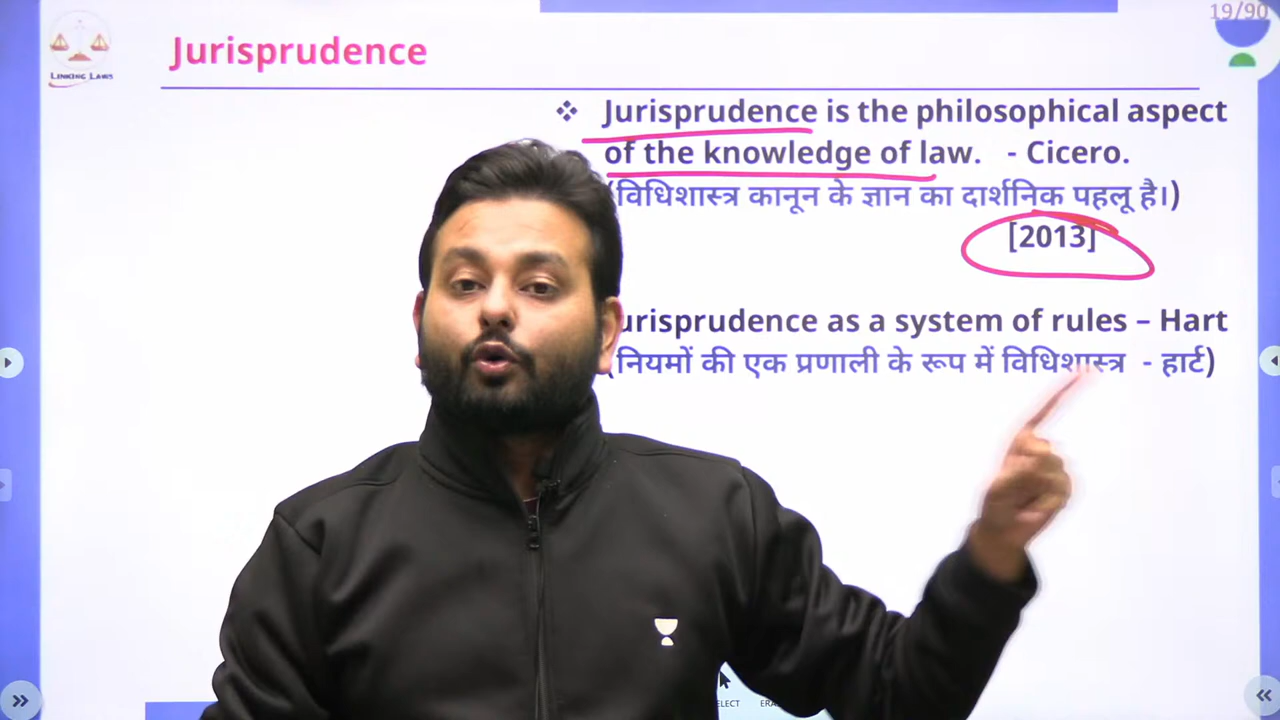 19/90
LINKING LAWS
Jurisprudence
❖ Jurisprudence is the philosophical aspect
of the knowledge of law. - Cicero.
(विधिशास्त्र कानून के ज्ञान का दार्शनिक पहलू है।)
[2013]
urisprudence as a system of rules – Hart
(नियमों की एक प्रणाली के रूप में विधिशास्त्र - हार्ट)
ELECT